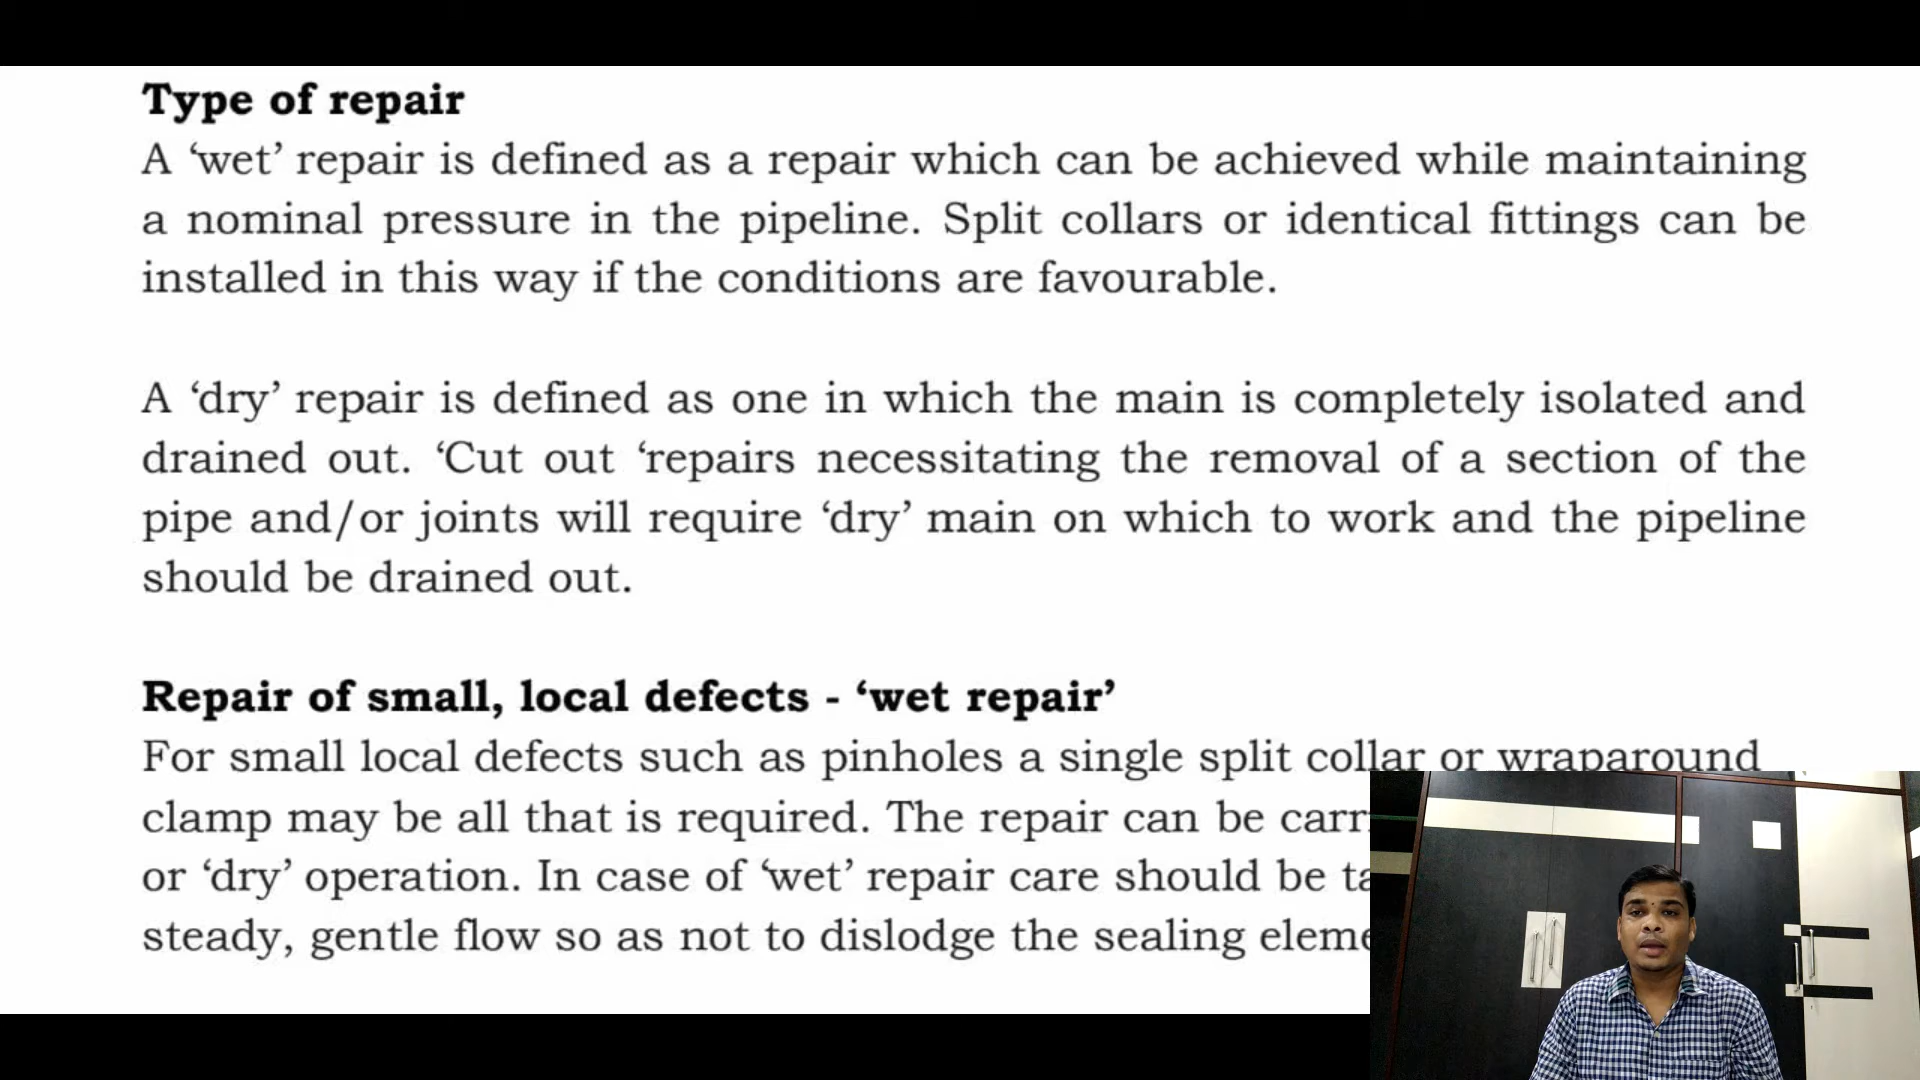 Type of repair
A ‘wet’ repair is defined as a repair which can be achieved while maintaining
a nominal pressure in the pipeline. Split collars or identical fittings can be
installed in this way if the conditions are favourable.
A ‘dry’ repair is defined as one in which the main is completely isolated and
drained out. ‘Cut out ‘repairs necessitating the removal of a section of the
pipe and/or joints will require ‘dry’ main on which to work and the pipeline
should be drained out.
Repair of small, local defects - ‘wet repair’
For small local defects such as pinholes a single split collar or wraparound
clamp may be all that is required. The repair can be
or ‘dry’ operation. In case of ‘wet’ repair care should be
steady, gentle flow so as not to dislodge the sealing